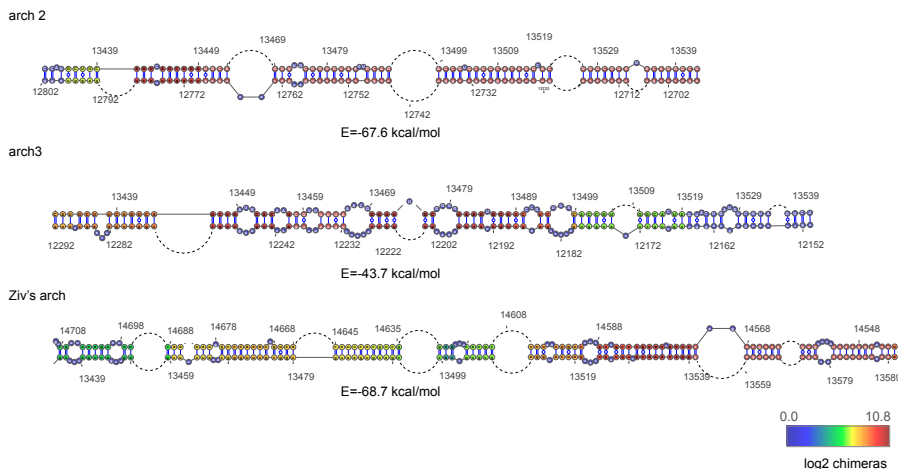 arch 2
13439 13449 13469 13479 13499 13509 13519 13529 13539
12802 12792 12772 12762 12752 12742 12732 12712 12702
E=-67.6 kcal/mol
arch3
13439 13449 13459 13469 13479 13489 13499 13509 13519 13529 13539
12292 12282 12242 12232 12222 12202 12192 12182 12172 12162 12152
E=-43.7 kcal/mol
Ziv's arch
14708 14698 14688 14678 14668 14645 14635 14608 14588 14568 14548
13439 13459 13479 13499 13519 13539 13559 13579 13589
E=-68.7 kcal/mol
0.0 10.8
log2 chimeras